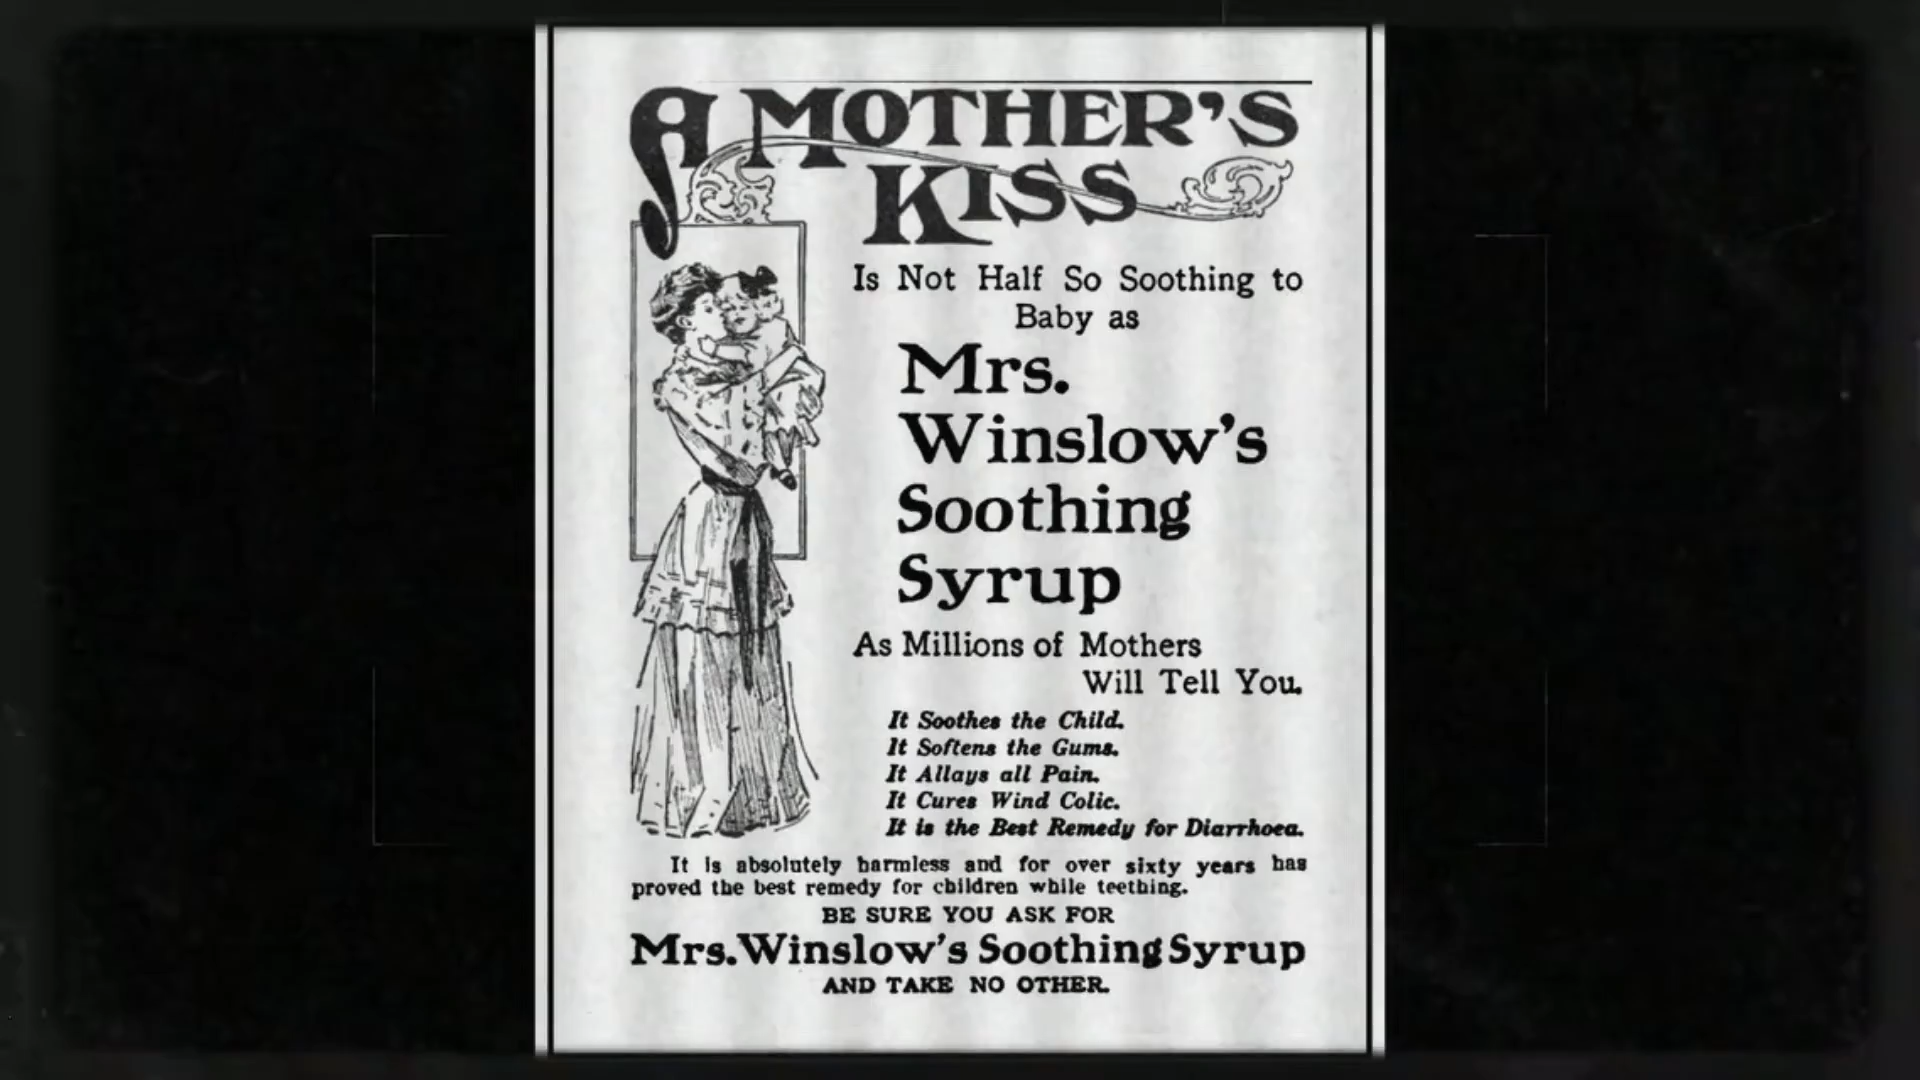 A MOTHER'S
KISS
Is Not Half So Soothing to
Baby as
Mrs.
Winslow's
Soothing
Syrup
As Millions of Mothers
Will Tell You.
It Soothes the Child.
It Softens the Gums.
It Allays all Pain.
It Cures Wind Colic.
It is the Best Remedy for Diarrhoea.
It is absolutely harmless and for over sixty years has
proved the best remedy for children while teething.
BE SURE YOU ASK FOR
Mrs. Winslow's Soothing Syrup
AND TAKE NO OTHER.